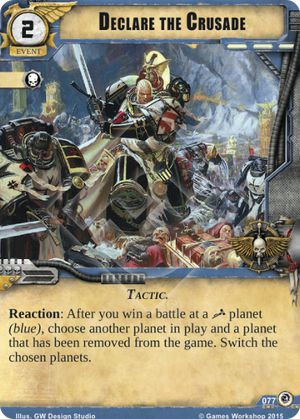 2
DECLARE THE CRUSADE
EVENT
TACTIC.
Reaction: After you win a battle at a planet
(blue), choose another planet in play and a planet
that has been removed from the game. Switch the
chosen planets.
077
Illus. GW Design Studio
© Games Workshop 2015